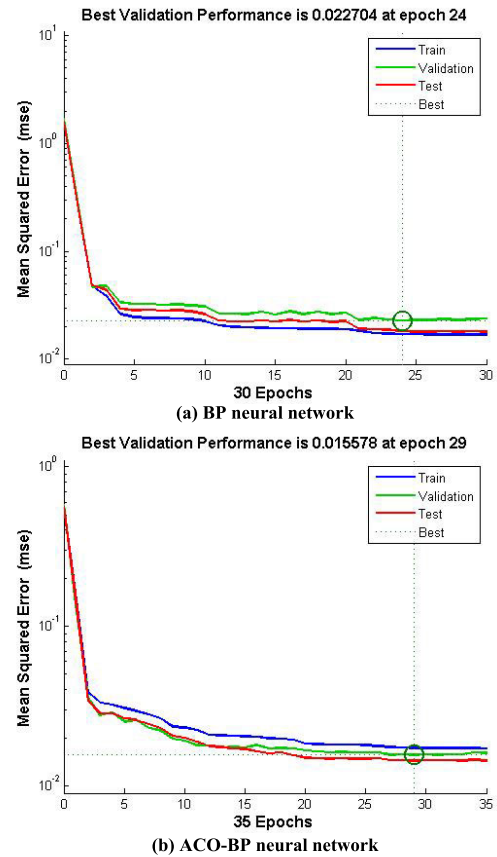 Best Validation Performance is 0.022704 at epoch 24
10^1
Train
Validation
Test
Best
10^0
Mean Squared Error (mse)
10^-1
10^-2
0 5 10 15 20 25 30
30 Epochs
(a) BP neural network
Best Validation Performance is 0.015578 at epoch 29
10^0
Train
Validation
Test
Best
Mean Squared Error (mse)
10^-1
10^-2
0 5 10 15 20 25 30 35
35 Epochs
(b) ACO-BP neural network